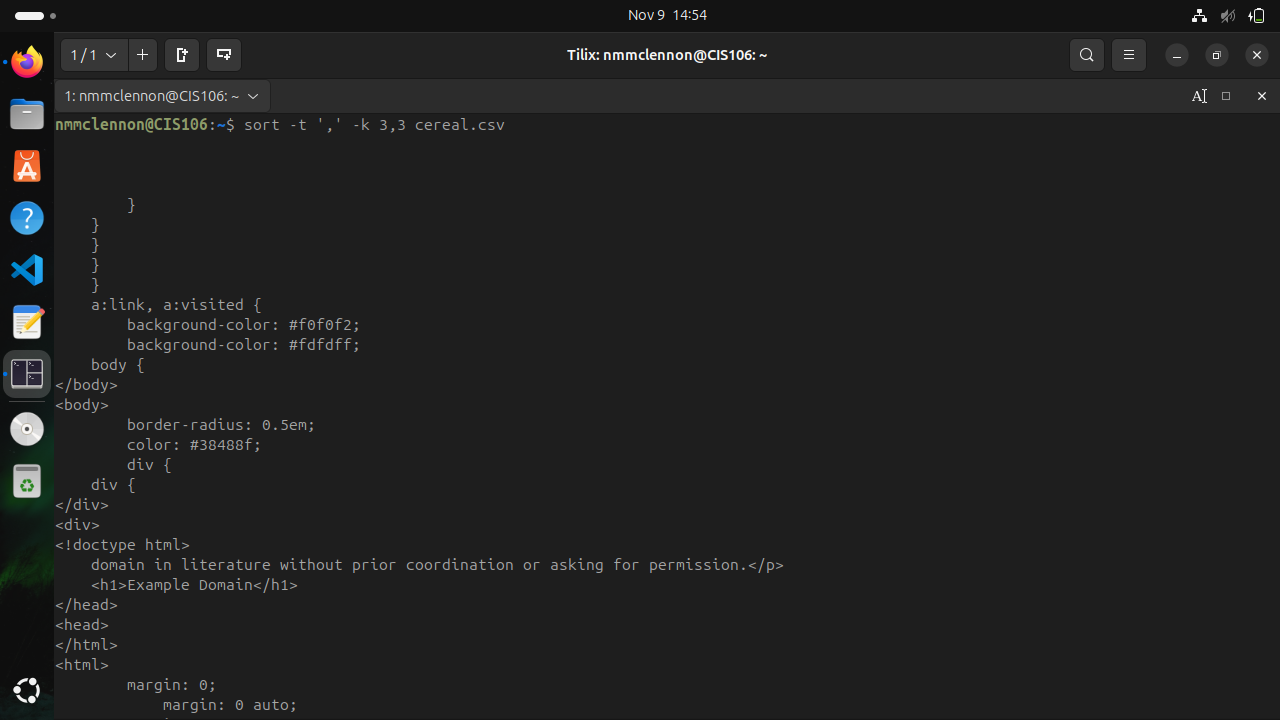 Nov 9 14:54
1 / 1
Tilix: nmmclennon@CIS106: ~
1: nmmclennon@CIS106: ~
nmmclennon@CIS106:~$ sort -t ',' -k 3,3 cereal.csv
        }
    }
    }
    }
    }
    a:link, a:visited {
        background-color: #f0f0f2;
        background-color: #fdfdff;
    body {
</body>
<body>
        border-radius: 0.5em;
        color: #38488f;
        div {
    div {
</div>
<div>
<!doctype html>
    domain in literature without prior coordination or asking for permission.</p>
    <h1>Example Domain</h1>
</head>
<head>
</html>
<html>
        margin: 0;
            margin: 0 auto;